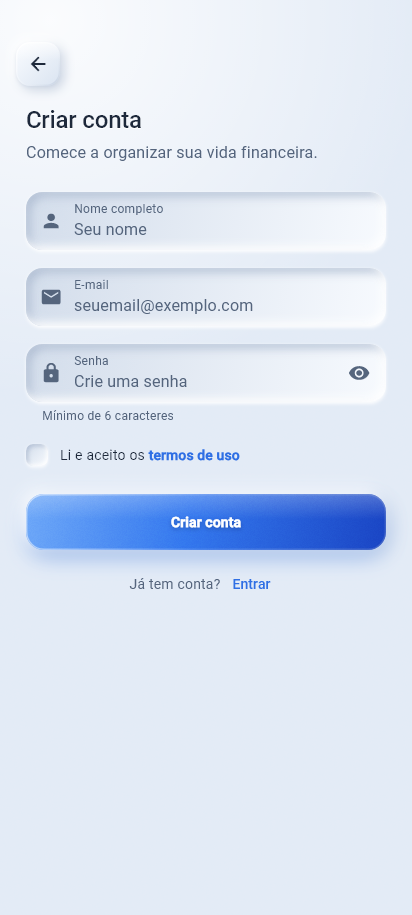 Criar conta
Comece a organizar sua vida financeira.
Nome completo
Seu nome
E-mail
seuemail@exemplo.com
Senha
Crie uma senha
Mínimo de 6 caracteres
Li e aceito os termos de uso
Criar conta
Já tem conta? Entrar